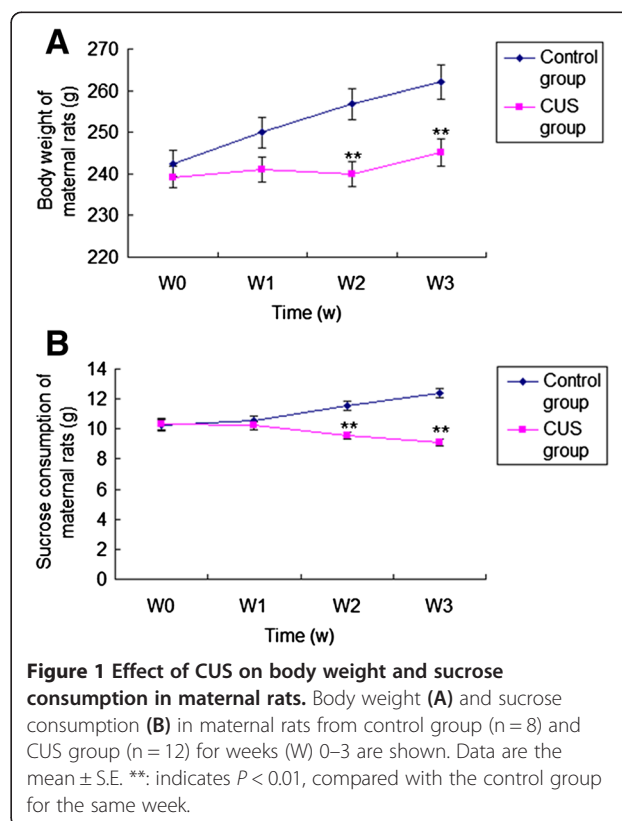 A
270
260
250
240
230
220
Body weight of
maternal rats (g)
**
**
W0 W1 W2 W3
Time (w)
Control
group
CUS
group
B
14
12
10
8
6
4
2
0
Sucrose consumption of
maternal rats (g)
**
**
W0 W1 W2 W3
Time (w)
Control
group
CUS
group
Figure 1 Effect of CUS on body weight and sucrose
consumption in maternal rats. Body weight (A) and sucrose
consumption (B) in maternal rats from control group (n = 8) and
CUS group (n = 12) for weeks (W) 0–3 are shown. Data are the
mean ± S.E. **: indicates P < 0.01, compared with the control group
for the same week.